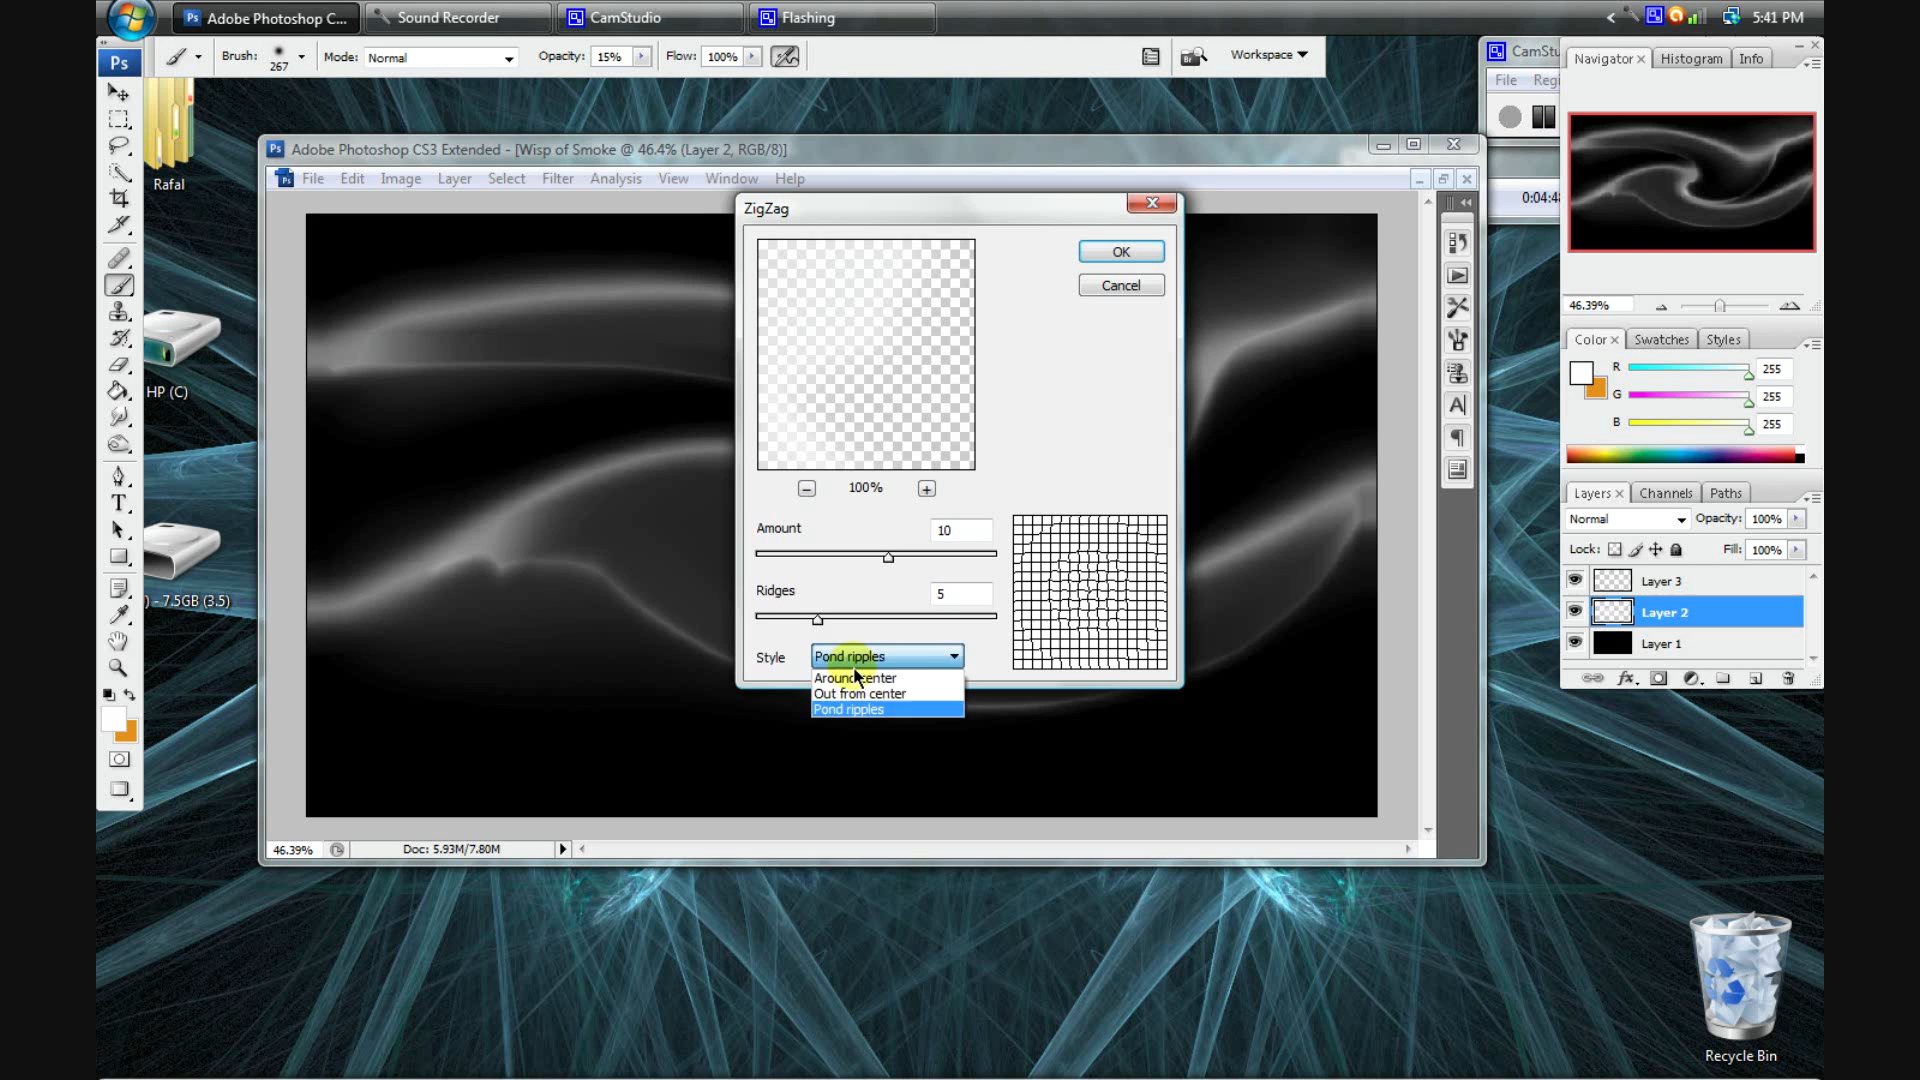 Adobe Photoshop C...
Sound Recorder
CamStudio
Flashing
5:41 PM
Ps
Brush:
267
Mode: Normal
Opacity: 15%
Flow: 100%
Workspace
CamStu
File Regi
0:04:48
Navigator Histogram Info
46.39%
Color Swatches Styles
R 255
G 255
B 255
Layers Channels Paths
Normal Opacity: 100%
Lock: Fill: 100%
Layer 3
Layer 2
Layer 1
Rafal
HP (C)
) - 7.5GB (3.5)
Adobe Photoshop CS3 Extended - [Wisp of Smoke @ 46.4% (Layer 2, RGB/8)]
File Edit Image Layer Select Filter Analysis View Window Help
ZigZag
OK
Cancel
100%
Amount 10
Ridges 5
Style Pond ripples
Around center
Out from center
Pond ripples
46.39% Doc: 5.93M/7.80M
Recycle Bin